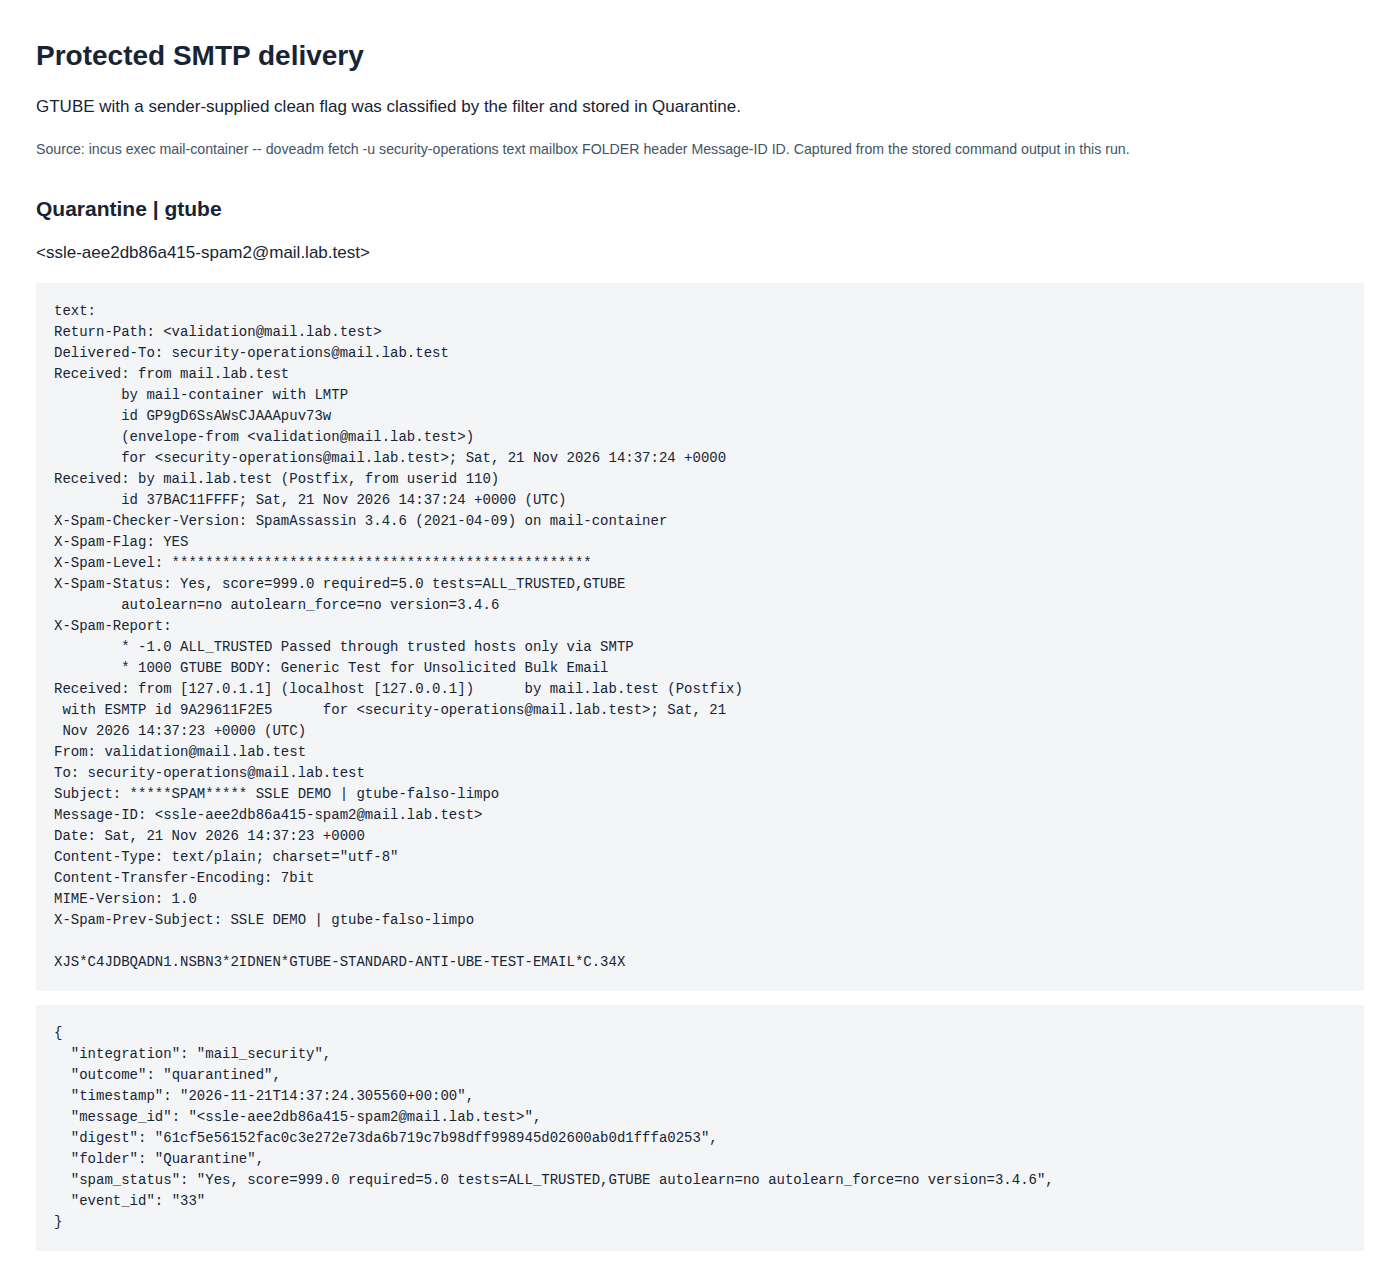 Protected SMTP delivery
GTUBE with a sender-supplied clean flag was classified by the filter and stored in Quarantine.
Source: incus exec mail-container -- doveadm fetch -u security-operations text mailbox FOLDER header Message-ID ID. Captured from the stored command output in this run.
Quarantine | gtube
<ssle-aee2db86a415-spam2@mail.lab.test>
text:
Return-Path: <validation@mail.lab.test>
Delivered-To: security-operations@mail.lab.test
Received: from mail.lab.test
        by mail-container with LMTP
        id GP9gD6SsAWsCJAAApuv73w
        (envelope-from <validation@mail.lab.test>)
        for <security-operations@mail.lab.test>; Sat, 21 Nov 2026 14:37:24 +0000
Received: by mail.lab.test (Postfix, from userid 110)
        id 37BAC11FFFF; Sat, 21 Nov 2026 14:37:24 +0000 (UTC)
X-Spam-Checker-Version: SpamAssassin 3.4.6 (2021-04-09) on mail-container
X-Spam-Flag: YES
X-Spam-Level: **************************************************
X-Spam-Status: Yes, score=999.0 required=5.0 tests=ALL_TRUSTED,GTUBE
        autolearn=no autolearn_force=no version=3.4.6
X-Spam-Report:
        * -1.0 ALL_TRUSTED Passed through trusted hosts only via SMTP
        * 1000 GTUBE BODY: Generic Test for Unsolicited Bulk Email
Received: from [127.0.1.1] (localhost [127.0.0.1])      by mail.lab.test (Postfix)
 with ESMTP id 9A29611F2E5      for <security-operations@mail.lab.test>; Sat, 21
 Nov 2026 14:37:23 +0000 (UTC)
From: validation@mail.lab.test
To: security-operations@mail.lab.test
Subject: *****SPAM***** SSLE DEMO | gtube-falso-limpo
Message-ID: <ssle-aee2db86a415-spam2@mail.lab.test>
Date: Sat, 21 Nov 2026 14:37:23 +0000
Content-Type: text/plain; charset="utf-8"
Content-Transfer-Encoding: 7bit
MIME-Version: 1.0
X-Spam-Prev-Subject: SSLE DEMO | gtube-falso-limpo

XJS*C4JDBQADN1.NSBN3*2IDNEN*GTUBE-STANDARD-ANTI-UBE-TEST-EMAIL*C.34X
{
  "integration": "mail_security",
  "outcome": "quarantined",
  "timestamp": "2026-11-21T14:37:24.305560+00:00",
  "message_id": "<ssle-aee2db86a415-spam2@mail.lab.test>",
  "digest": "61cf5e56152fac0c3e272e73da6b719c7b98dff998945d02600ab0d1fffa0253",
  "folder": "Quarantine",
  "spam_status": "Yes, score=999.0 required=5.0 tests=ALL_TRUSTED,GTUBE autolearn=no autolearn_force=no version=3.4.6",
  "event_id": "33"
}